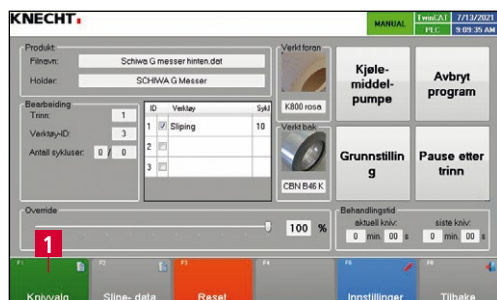 KNECHT.
MANUAL
TwinCAT
PLC
7/13/2021
9:09:35 AM
Produkt:
Filnavn: Schiwa G messer hinten.dat
Holder: SCHIWA G Messer
Verkt foran
K800 rosa
Verkt bak
CBN B46 K
Kjøle-
middel-
pumpe
Avbryt
program
Grunnstillin
g
Pause etter
trinn
Bearbeiding
Trinn: 1
Verktøy-ID: 3
Antall sykluser: 0 / 0
ID Verktøy Sykl
1 Sliping 10
2
3
Override
100 %
Behandlingstid
aktuell kniv: siste kniv:
0 min. 00 s 0 min. 00 s
1
F1 F2 F3 F4
Knivvalg Slipe- data Reset Innstillinger Tilbake